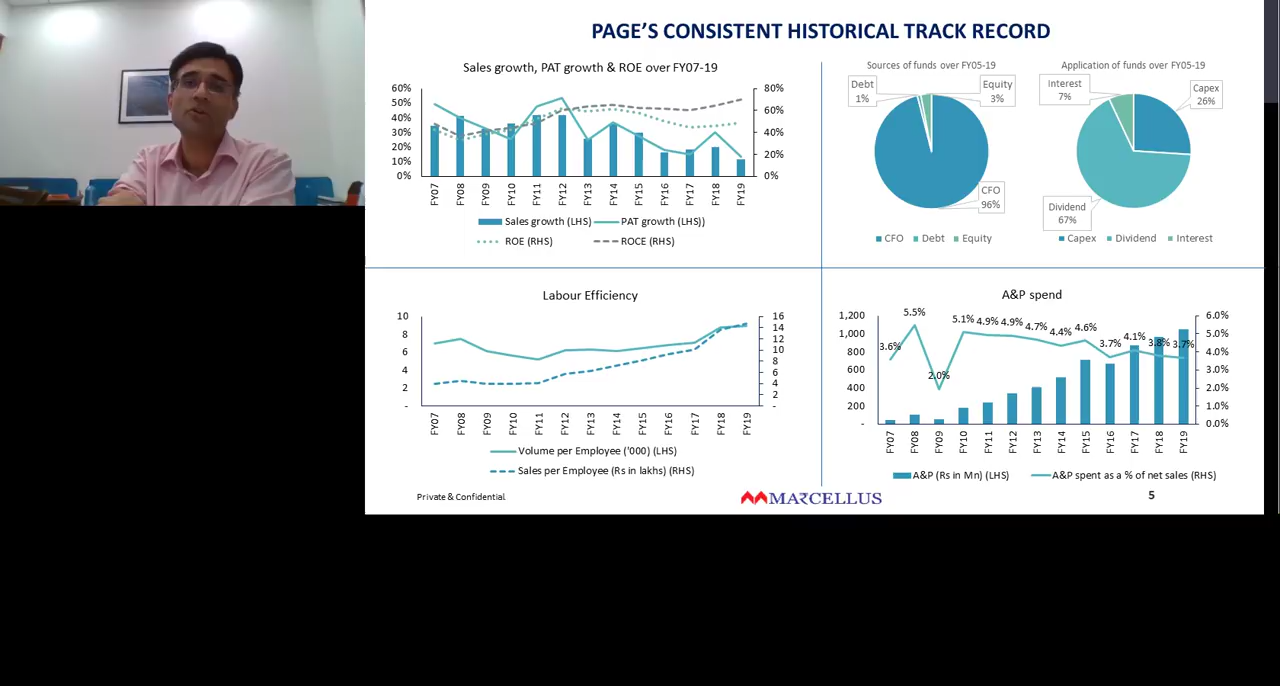 PAGE'S CONSISTENT HISTORICAL TRACK RECORD
Sales growth, PAT growth & ROE over FY07-19
60%
50%
40%
30%
20%
10%
0%
80%
60%
40%
20%
0%
FY07 FY08 FY09 FY10 FY11 FY12 FY13 FY14 FY15 FY16 FY17 FY18 FY19
Sales growth (LHS) PAT growth (LHS))
ROE (RHS) ROCE (RHS)
Sources of funds over FY05-19
Debt
1%
Equity
3%
CFO
96%
CFO Debt Equity
Application of funds over FY05-19
Interest
7%
Capex
26%
Dividend
67%
Capex Dividend Interest
Labour Efficiency
10
8
6
4
2
-
16
14
12
10
8
6
4
2
-
FY07 FY08 FY09 FY10 FY11 FY12 FY13 FY14 FY15 FY16 FY17 FY18 FY19
Volume per Employee ('000) (LHS)
Sales per Employee (Rs in lakhs) (RHS)
A&P spend
1,200
1,000
800
600
400
200
-
3.6% 5.5% 2.0% 5.1% 4.9% 4.9% 4.7% 4.4% 4.6% 3.7% 4.1% 3.8% 3.7%
6.0%
5.0%
4.0%
3.0%
2.0%
1.0%
0.0%
FY07 FY08 FY09 FY10 FY11 FY12 FY13 FY14 FY15 FY16 FY17 FY18 FY19
A&P (Rs in Mn) (LHS) A&P spent as a % of net sales (RHS)
Private & Confidential
MARCELLUS
5